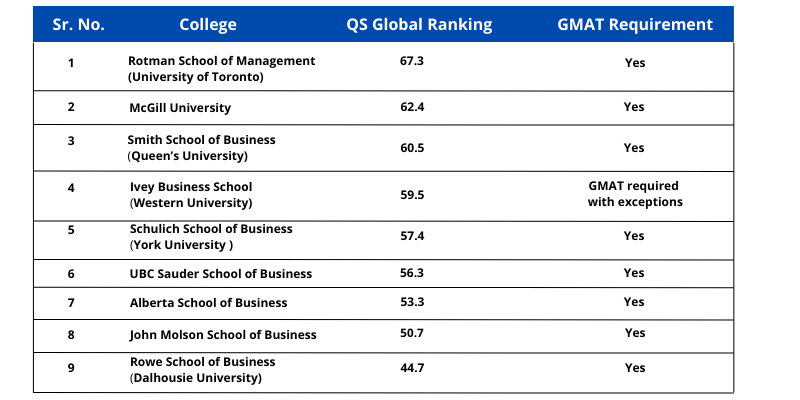 Sr. No. College QS Global Ranking GMAT Requirement
1 Rotman School of Management 67.3 Yes
(University of Toronto)
2 McGill University 62.4 Yes
3 Smith School of Business 60.5 Yes
(Queen’s University)
4 Ivey Business School 59.5 GMAT required
(Western University) with exceptions
5 Schulich School of Business 57.4 Yes
(York University )
6 UBC Sauder School of Business 56.3 Yes
7 Alberta School of Business 53.3 Yes
8 John Molson School of Business 50.7 Yes
9 Rowe School of Business 44.7 Yes
(Dalhousie University)